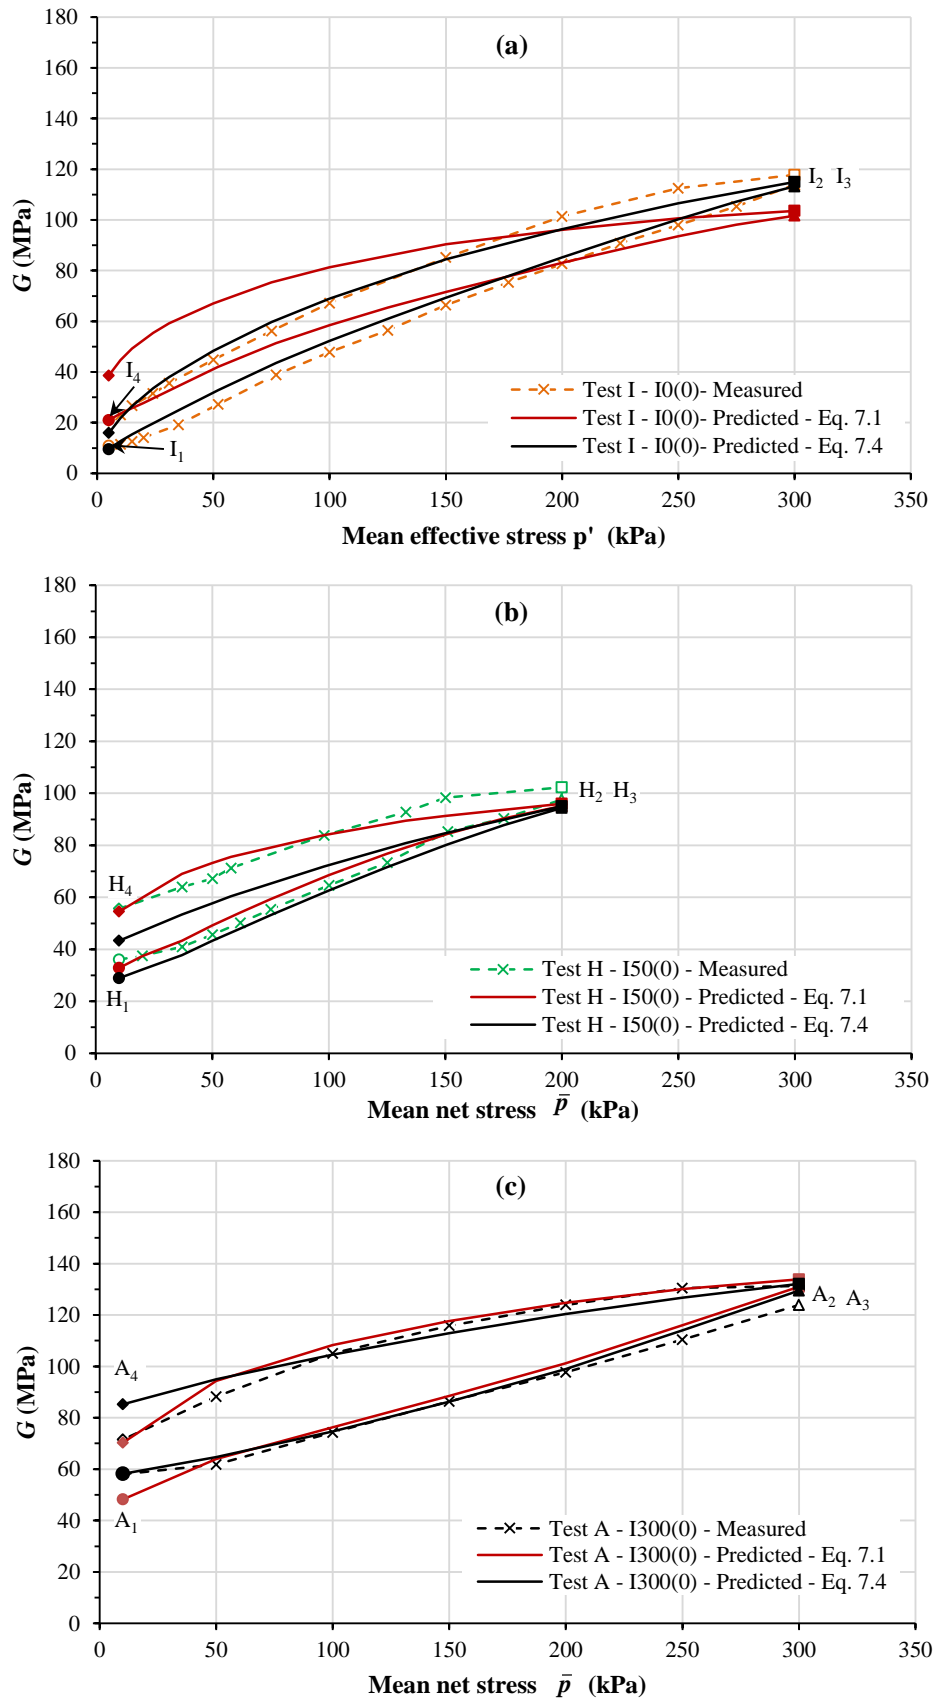 180
(a)
160
140
120
I2 I3
100
80
60
40
20
0
I4
I1
G (MPa)
Test I - I0(0)- Measured
Test I - I0(0)- Predicted - Eq. 7.1
Test I - I0(0)- Predicted - Eq. 7.4
0 50 100 150 200 250 300 350
Mean effective stress p' (kPa)
180
(b)
160
140
120
100
80
60
40
20
0
H2 H3
H4
H1
G (MPa)
Test H - I50(0) - Measured
Test H - I50(0) - Predicted - Eq. 7.1
Test H - I50(0) - Predicted - Eq. 7.4
0 50 100 150 200 250 300 350
Mean net stress p̄ (kPa)
180
(c)
160
140
120
100
80
60
40
20
0
A2 A3
A4
A1
G (MPa)
Test A - I300(0) - Measured
Test A - I300(0) - Predicted - Eq. 7.1
Test A - I300(0) - Predicted - Eq. 7.4
0 50 100 150 200 250 300 350
Mean net stress p̄ (kPa)